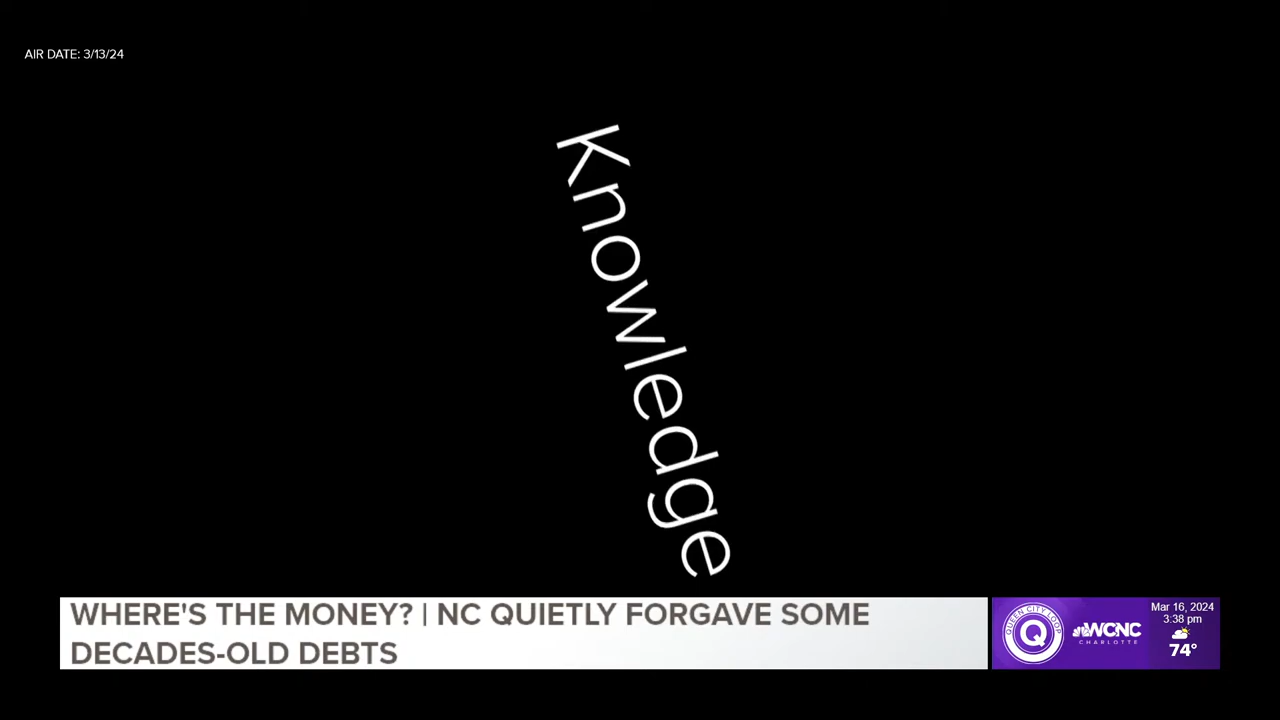 AIR DATE: 3/13/24
Knowledge
WHERE'S THE MONEY? | NC QUIETLY FORGAVE SOME
DECADES-OLD DEBTS
QUEEN CITY LOOP
Q
WCNC
CHARLOTTE
Mar 16, 2024
3:38 pm
74°